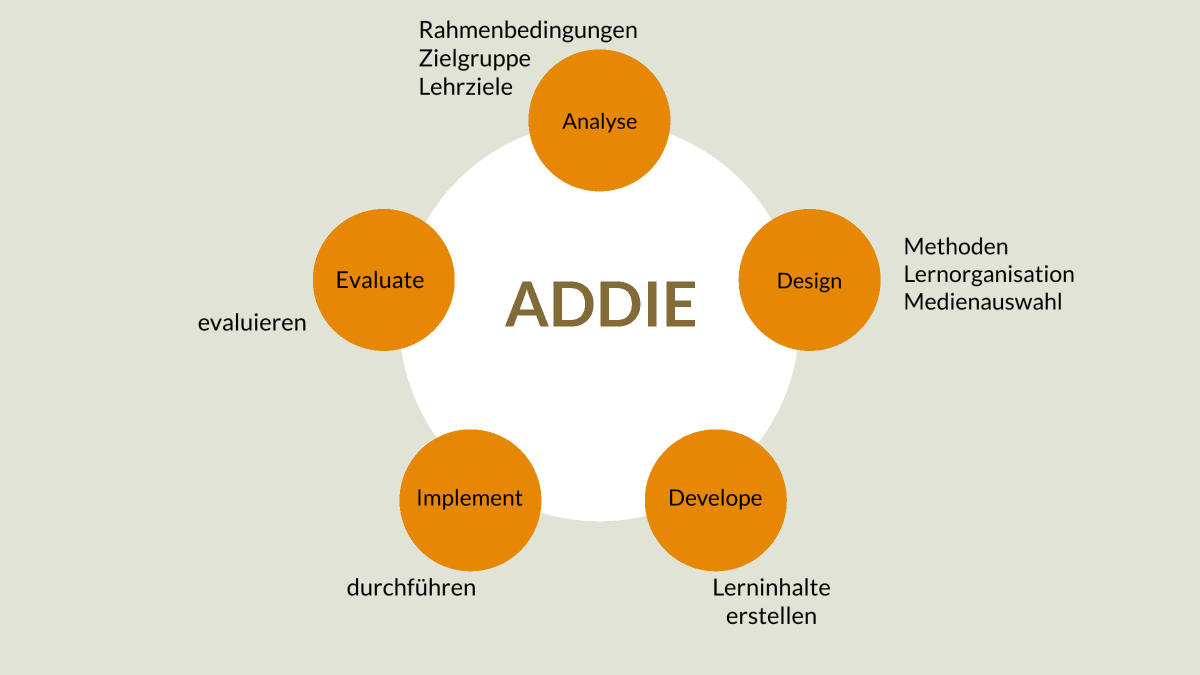 Rahmenbedingungen
Zielgruppe
Lehrziele
Analyse
Evaluate
evaluieren
ADDIE
Design
Methoden
Lernorganisation
Medienauswahl
Implement
durchführen
Develope
Lerninhalte
erstellen